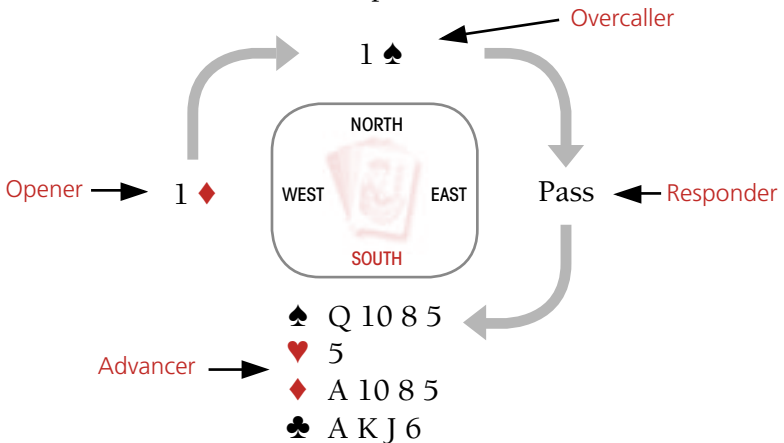 Overcaller
1 ♠
NORTH
Opener
1 ♦
WEST
EAST
Pass
Responder
SOUTH
♠ Q 10 8 5
♥ 5
Advancer
♦ A 10 8 5
♣ A K J 6